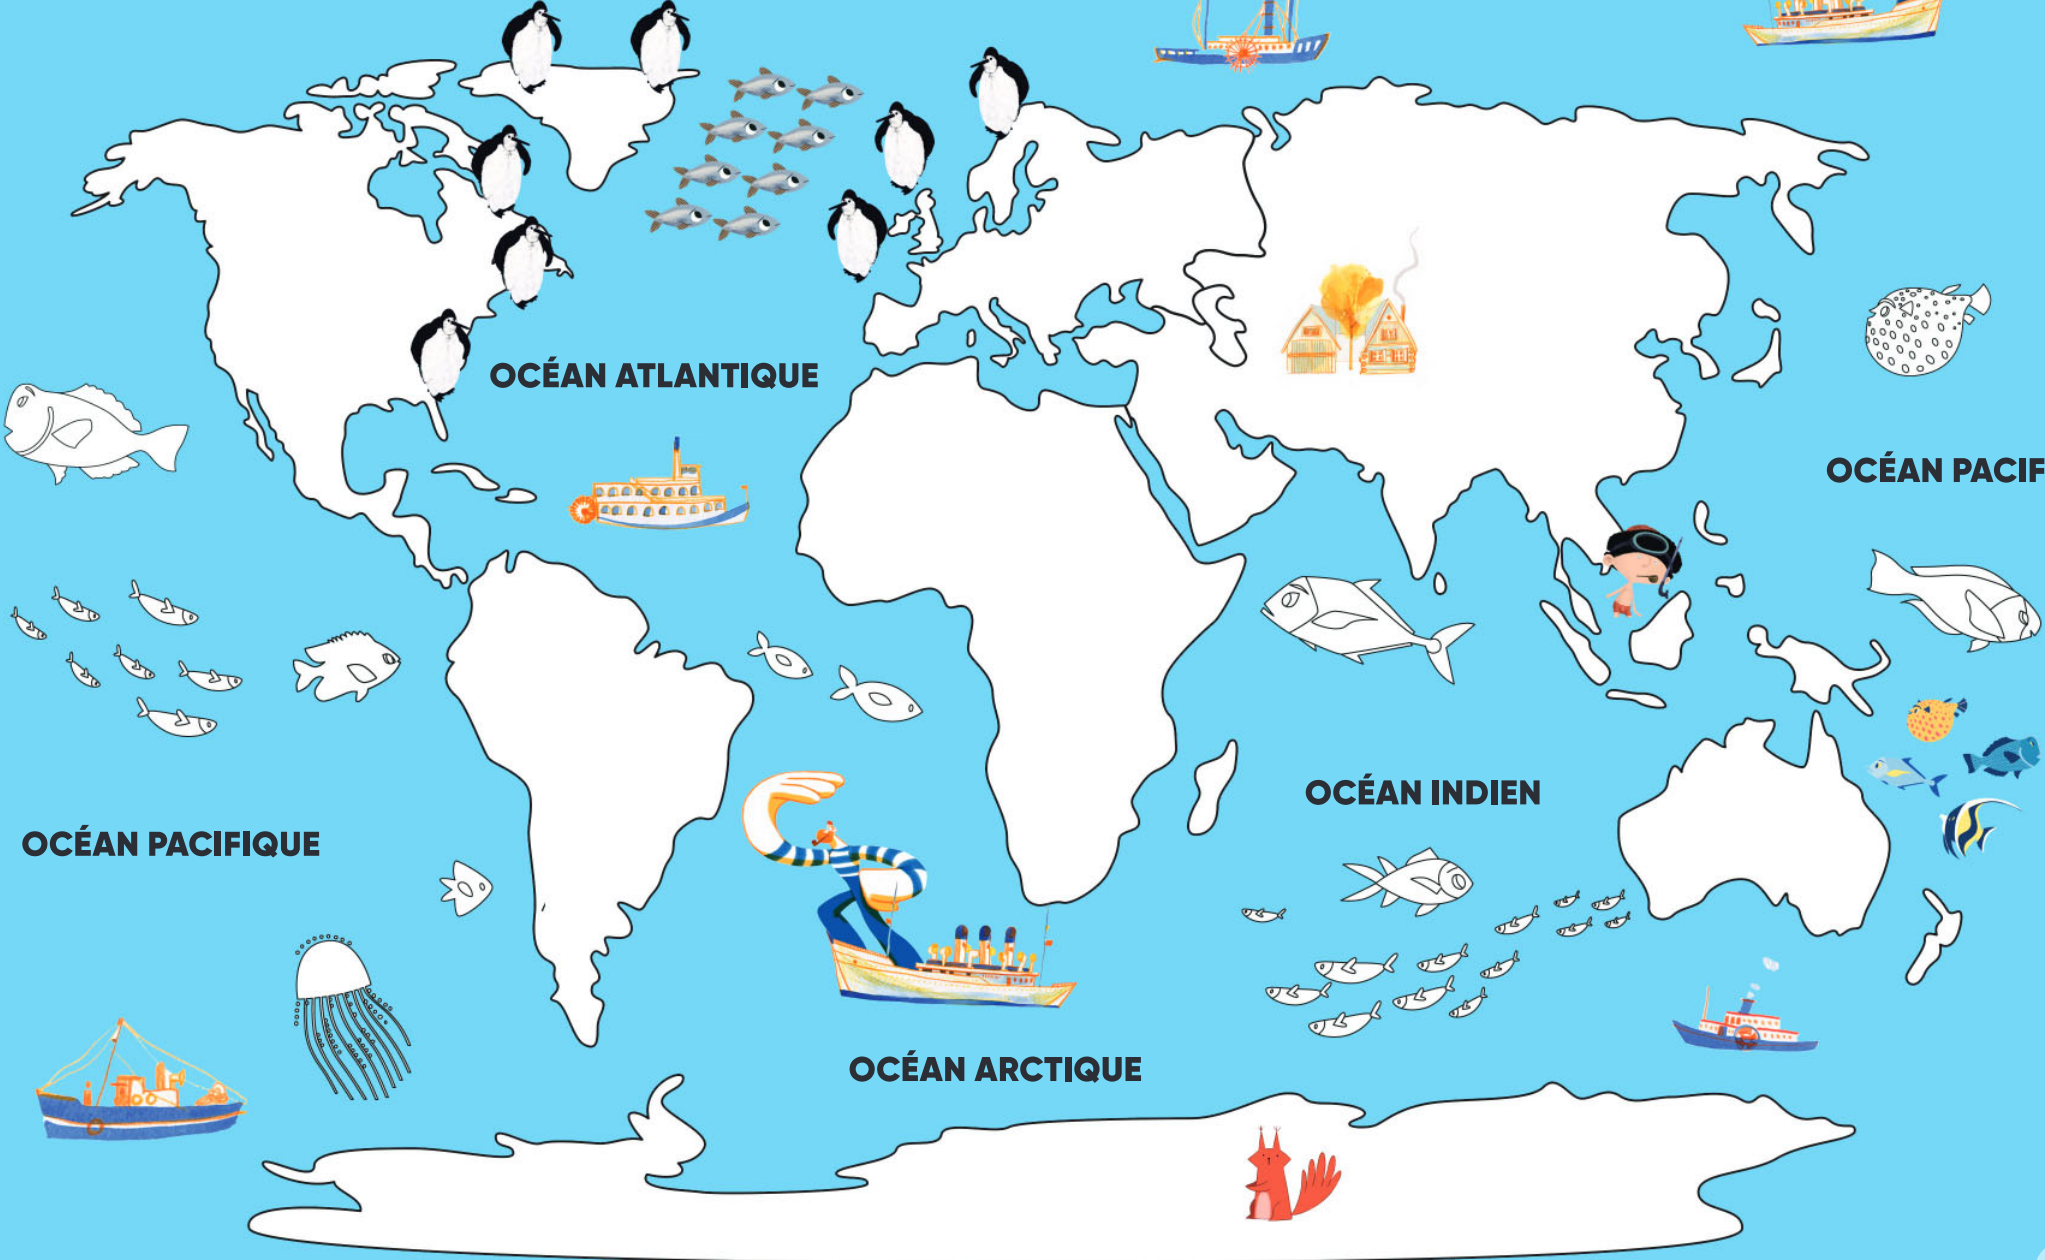 OCÉAN ATLANTIQUE
OCÉAN PACIF
OCÉAN INDIEN
OCÉAN PACIFIQUE
OCÉAN ARCTIQUE